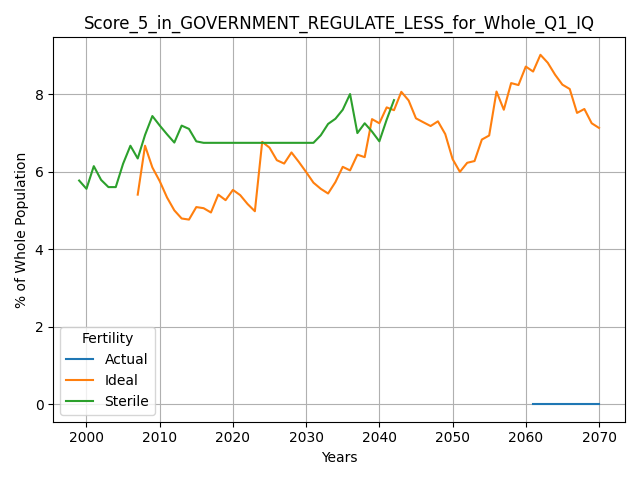 Score_5_in_GOVERNMENT_REGULATE_LESS_for_Whole_Q1_IQ
% of Whole Population
8
6
4
2
0
Fertility
Actual
Ideal
Sterile
2000 2010 2020 2030 2040 2050 2060 2070
Years